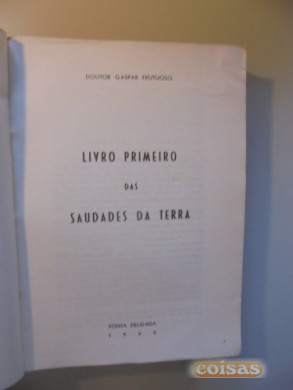 DOUTOR GASPAR FRUTUOSO
LIVRO PRIMEIRO
DAS
SAUDADES DA TERRA
PONTA DELGADA
coisas